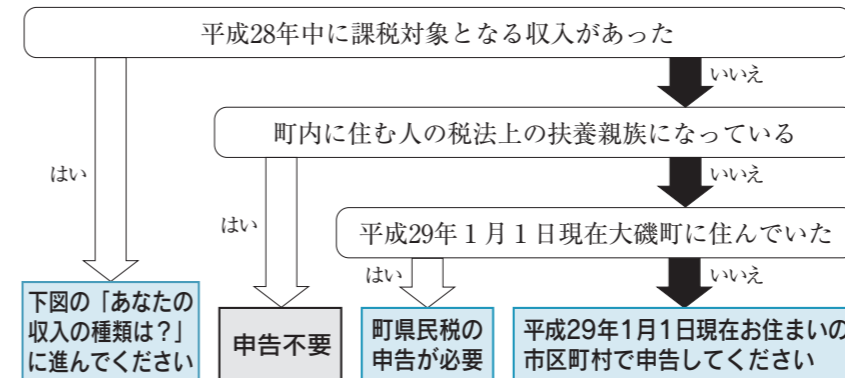 平成28年中に課税対象となる収入があった
いいえ
町内に住む人の税法上の扶養親族になっている
はい
いいえ
はい
平成29年1月1日現在大磯町に住んでいた
はい
いいえ
下図の「あなたの
収入の種類は？」
に進んでください
申告不要
町県民税の
申告が必要
平成29年1月1日現在お住まいの
市区町村で申告してください